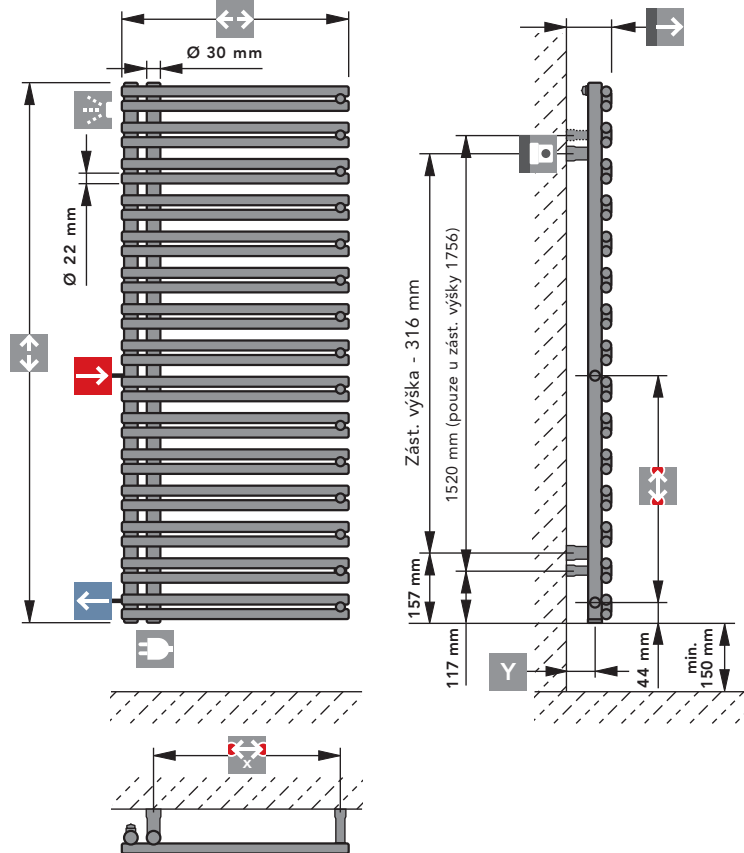 Ø 30 mm
Ø 22 mm
Zást. výška - 316 mm
1520 mm (pouze u zást. výšky 1756)
157 mm
117 mm
Y
44 mm
min.
150 mm
x